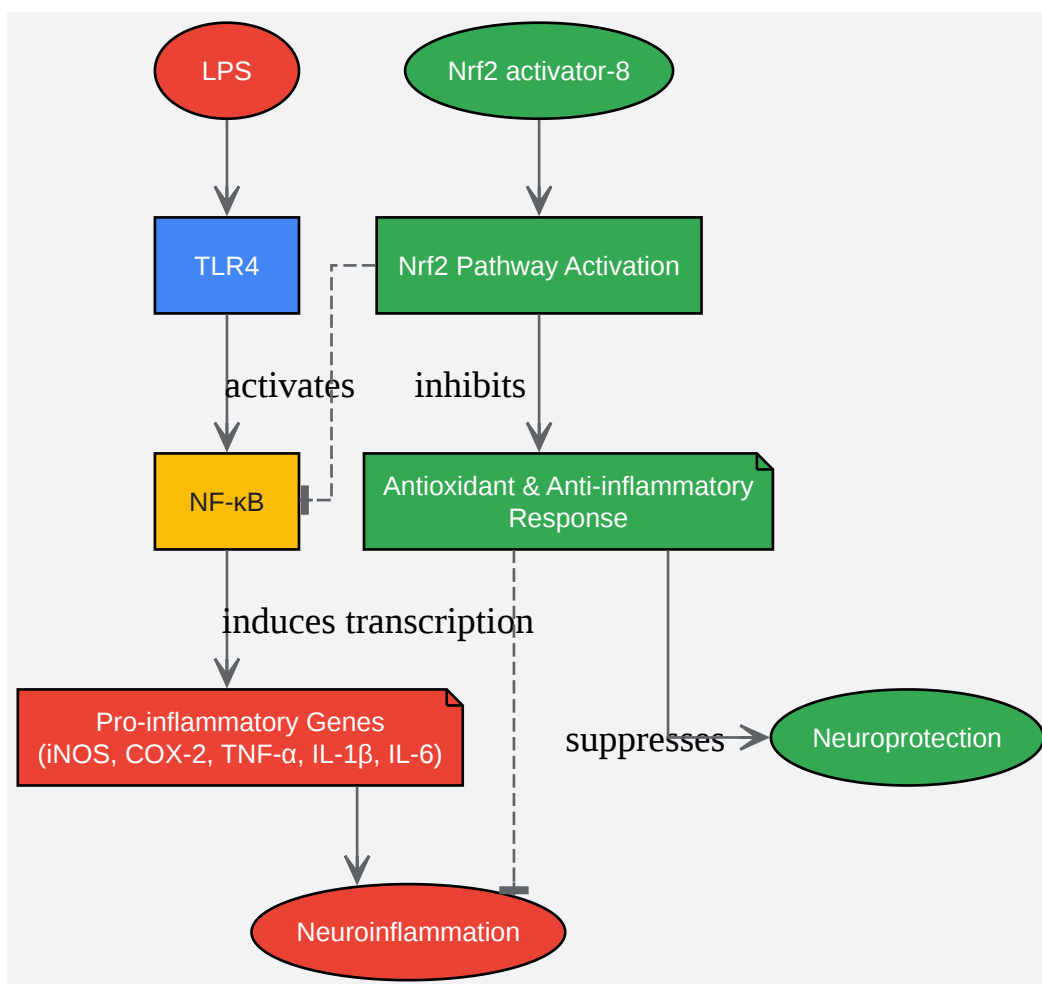 LPS
Nrf2 activator-8
TLR4
Nrf2 Pathway Activation
activates
inhibits
NF-κB
Antioxidant & Anti-inflammatory
Response
induces transcription
Pro-inflammatory Genes
(iNOS, COX-2, TNF-α, IL-1β, IL-6)
suppresses
Neuroprotection
Neuroinflammation